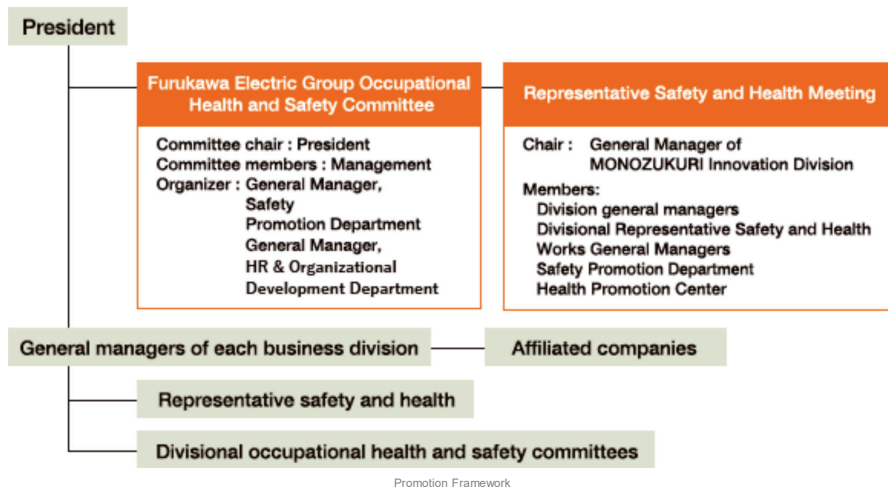 President
Furukawa Electric Group Occupational
Health and Safety Committee
Committee chair : President
Committee members : Management
Organizer : General Manager,
Safety
Promotion Department
General Manager,
HR & Organizational
Development Department
Representative Safety and Health Meeting
Chair : General Manager of
MONOZUKURI Innovation Division
Members:
Division general managers
Divisional Representative Safety and Health
Works General Managers
Safety Promotion Department
Health Promotion Center
General managers of each business division
Affiliated companies
Representative safety and health
Divisional occupational health and safety committees
Promotion Framework